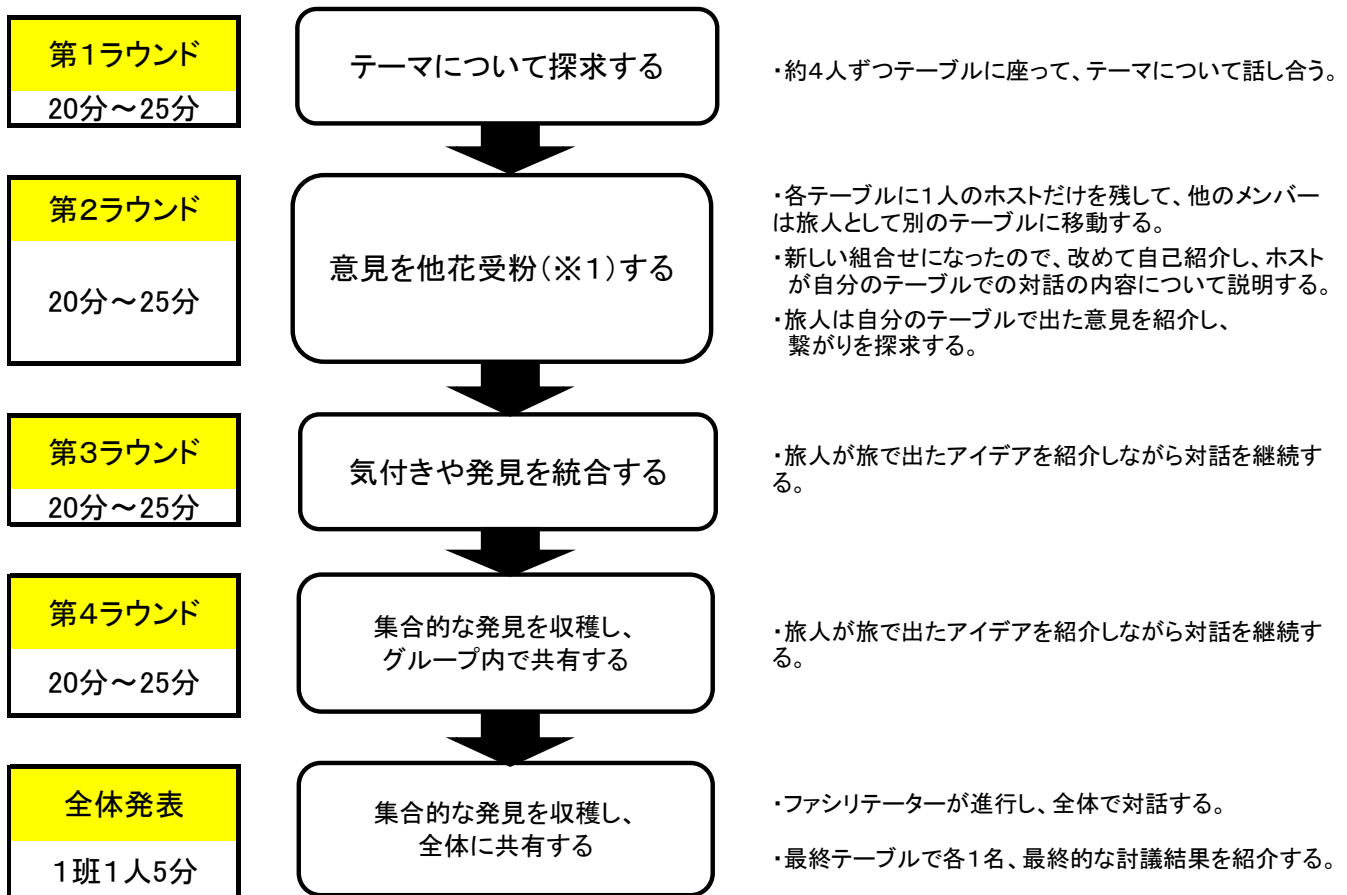 第１ラウンド
20分～25分
テーマについて探求する
・約４人ずつテーブルに座って、テーマについて話し合う。
第２ラウンド
20分～25分
意見を他花受粉（※１）する
・各テーブルに１人のホストだけを残して、他のメンバー
は旅人として別のテーブルに移動する。
・新しい組合せになったので、改めて自己紹介し、ホスト
が自分のテーブルでの対話の内容について説明する。
・旅人は自分のテーブルで出た意見を紹介し、
繋がりを探求する。
第３ラウンド
20分～25分
気付きや発見を統合する
・旅人が旅で出たアイデアを紹介しながら対話を継続す
る。
第４ラウンド
20分～25分
集合的な発見を収穫し、
グループ内で共有する
・旅人が旅で出たアイデアを紹介しながら対話を継続す
る。
全体発表
１班１人5分
集合的な発見を収穫し、
全体に共有する
・ファシリテーターが進行し、全体で対話する。
・最終テーブルで各１名、最終的な討議結果を紹介する。